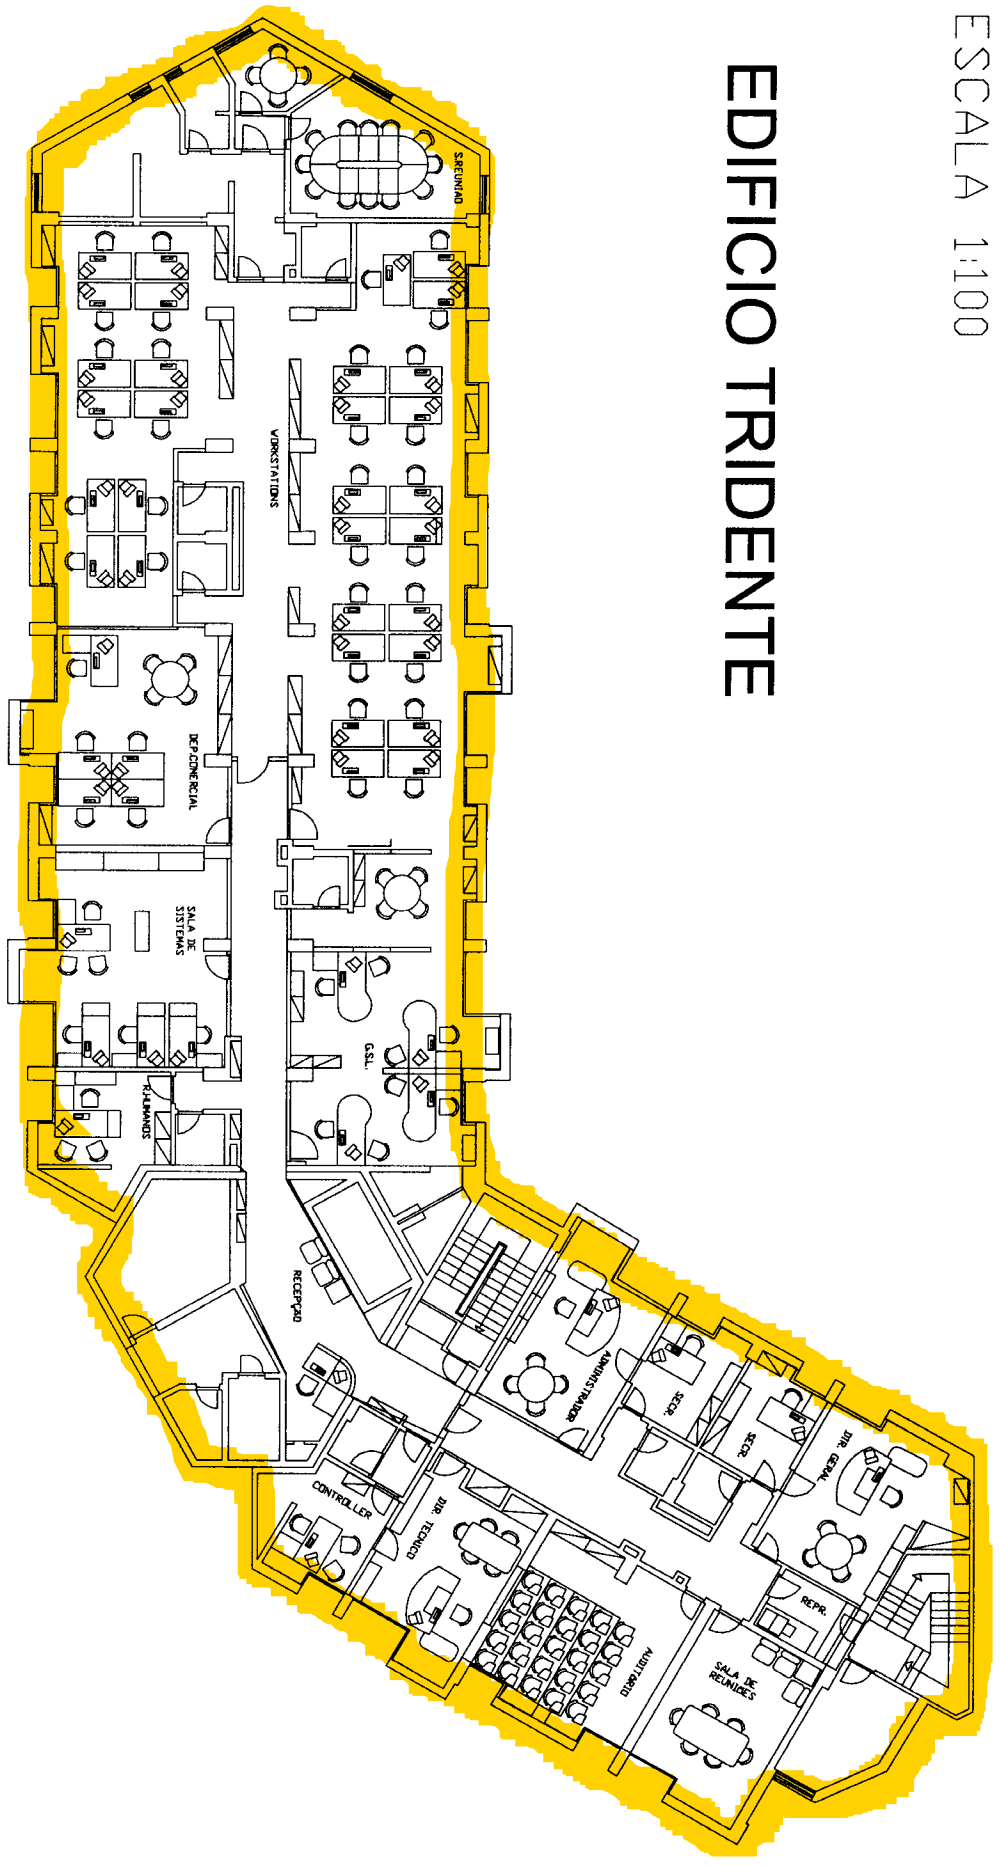 ESCALA 1:100
EDIFICIO TRIDENTE
S.REUNIAO
WORKSTATIONS
DEP.COMERCIAL
SALA DE
SISTEMAS
G.S.L.
R.HUMANOS
RECEPÇÃO
ADMINISTRADOR
SECR.
SECR.
DIR. GERAL
CONTROLLER
DIR. TECNICO
REPR.
AUDITÓRIO
SALA DE
REUNIÕES